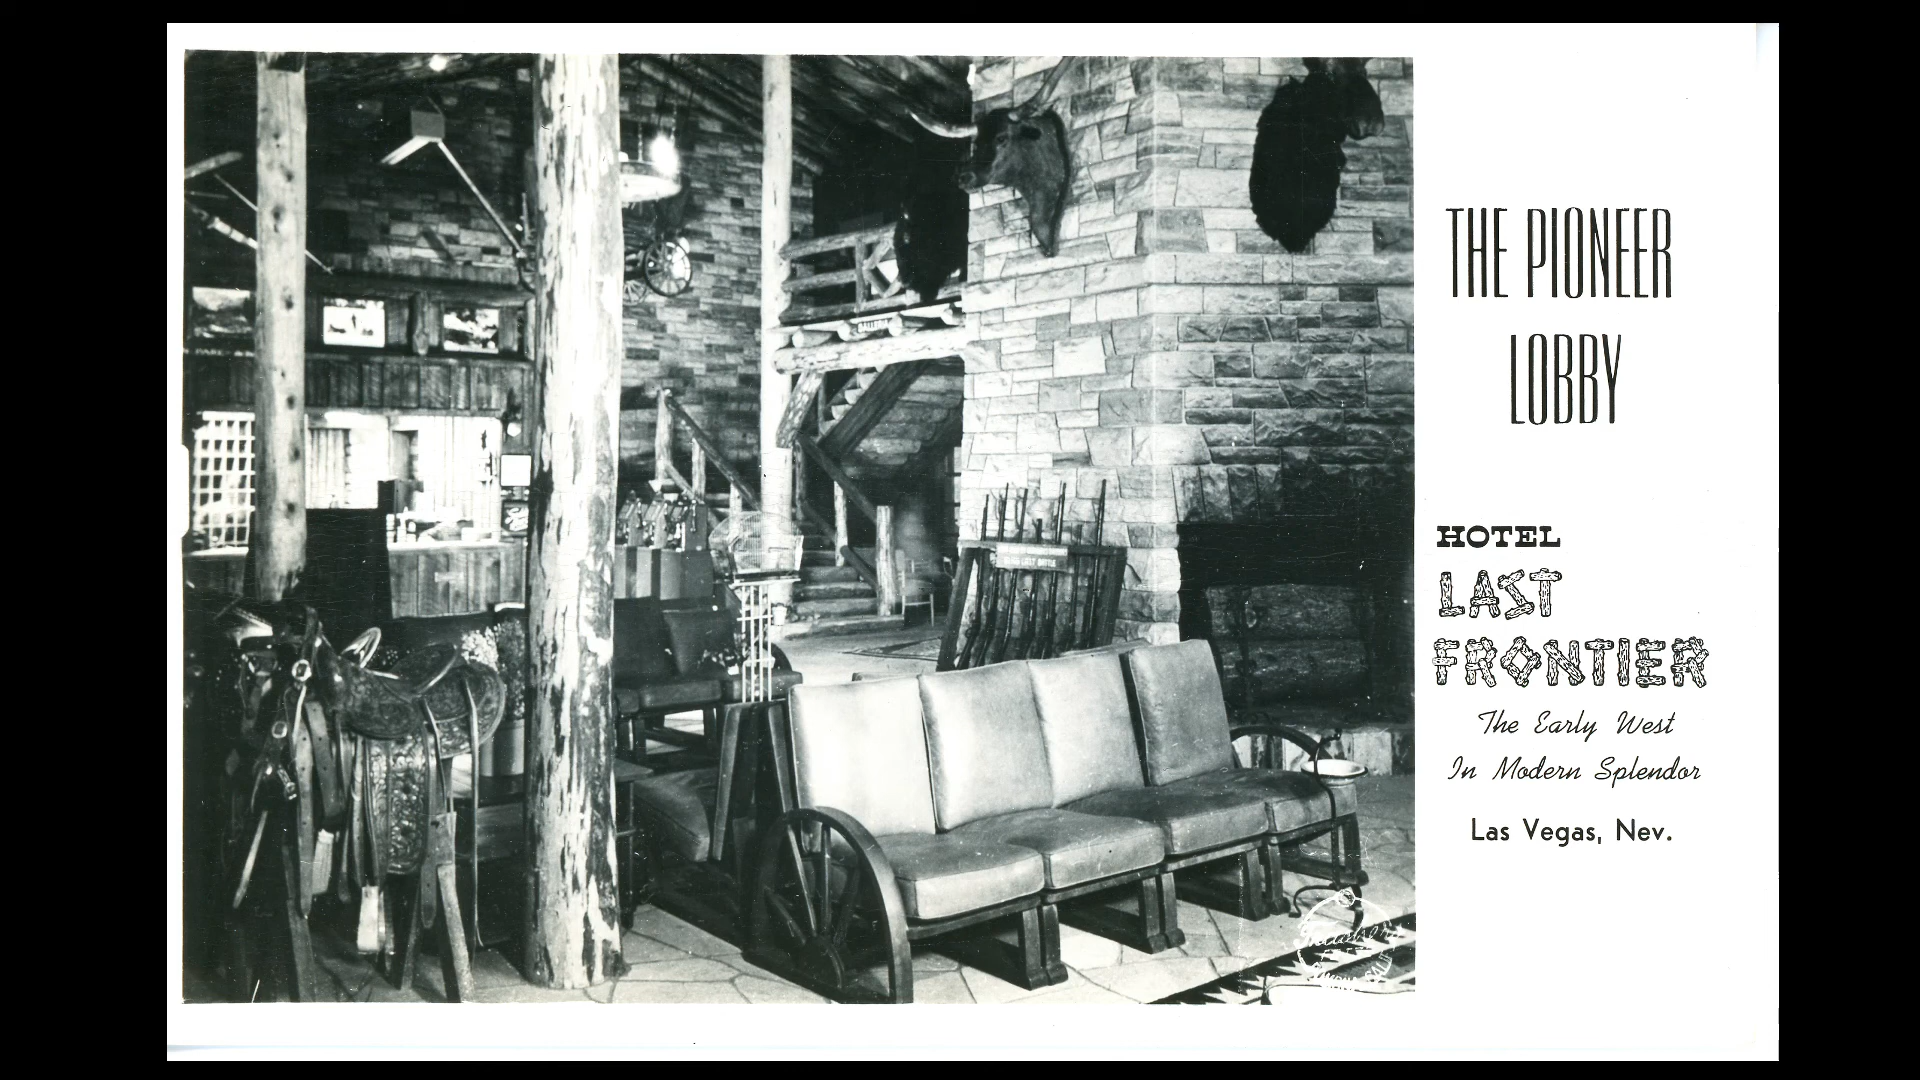 THE PIONEER
LOBBY
HOTEL
LAST
FRONTIER
The Early West
In Modern Splendor
Las Vegas, Nev.